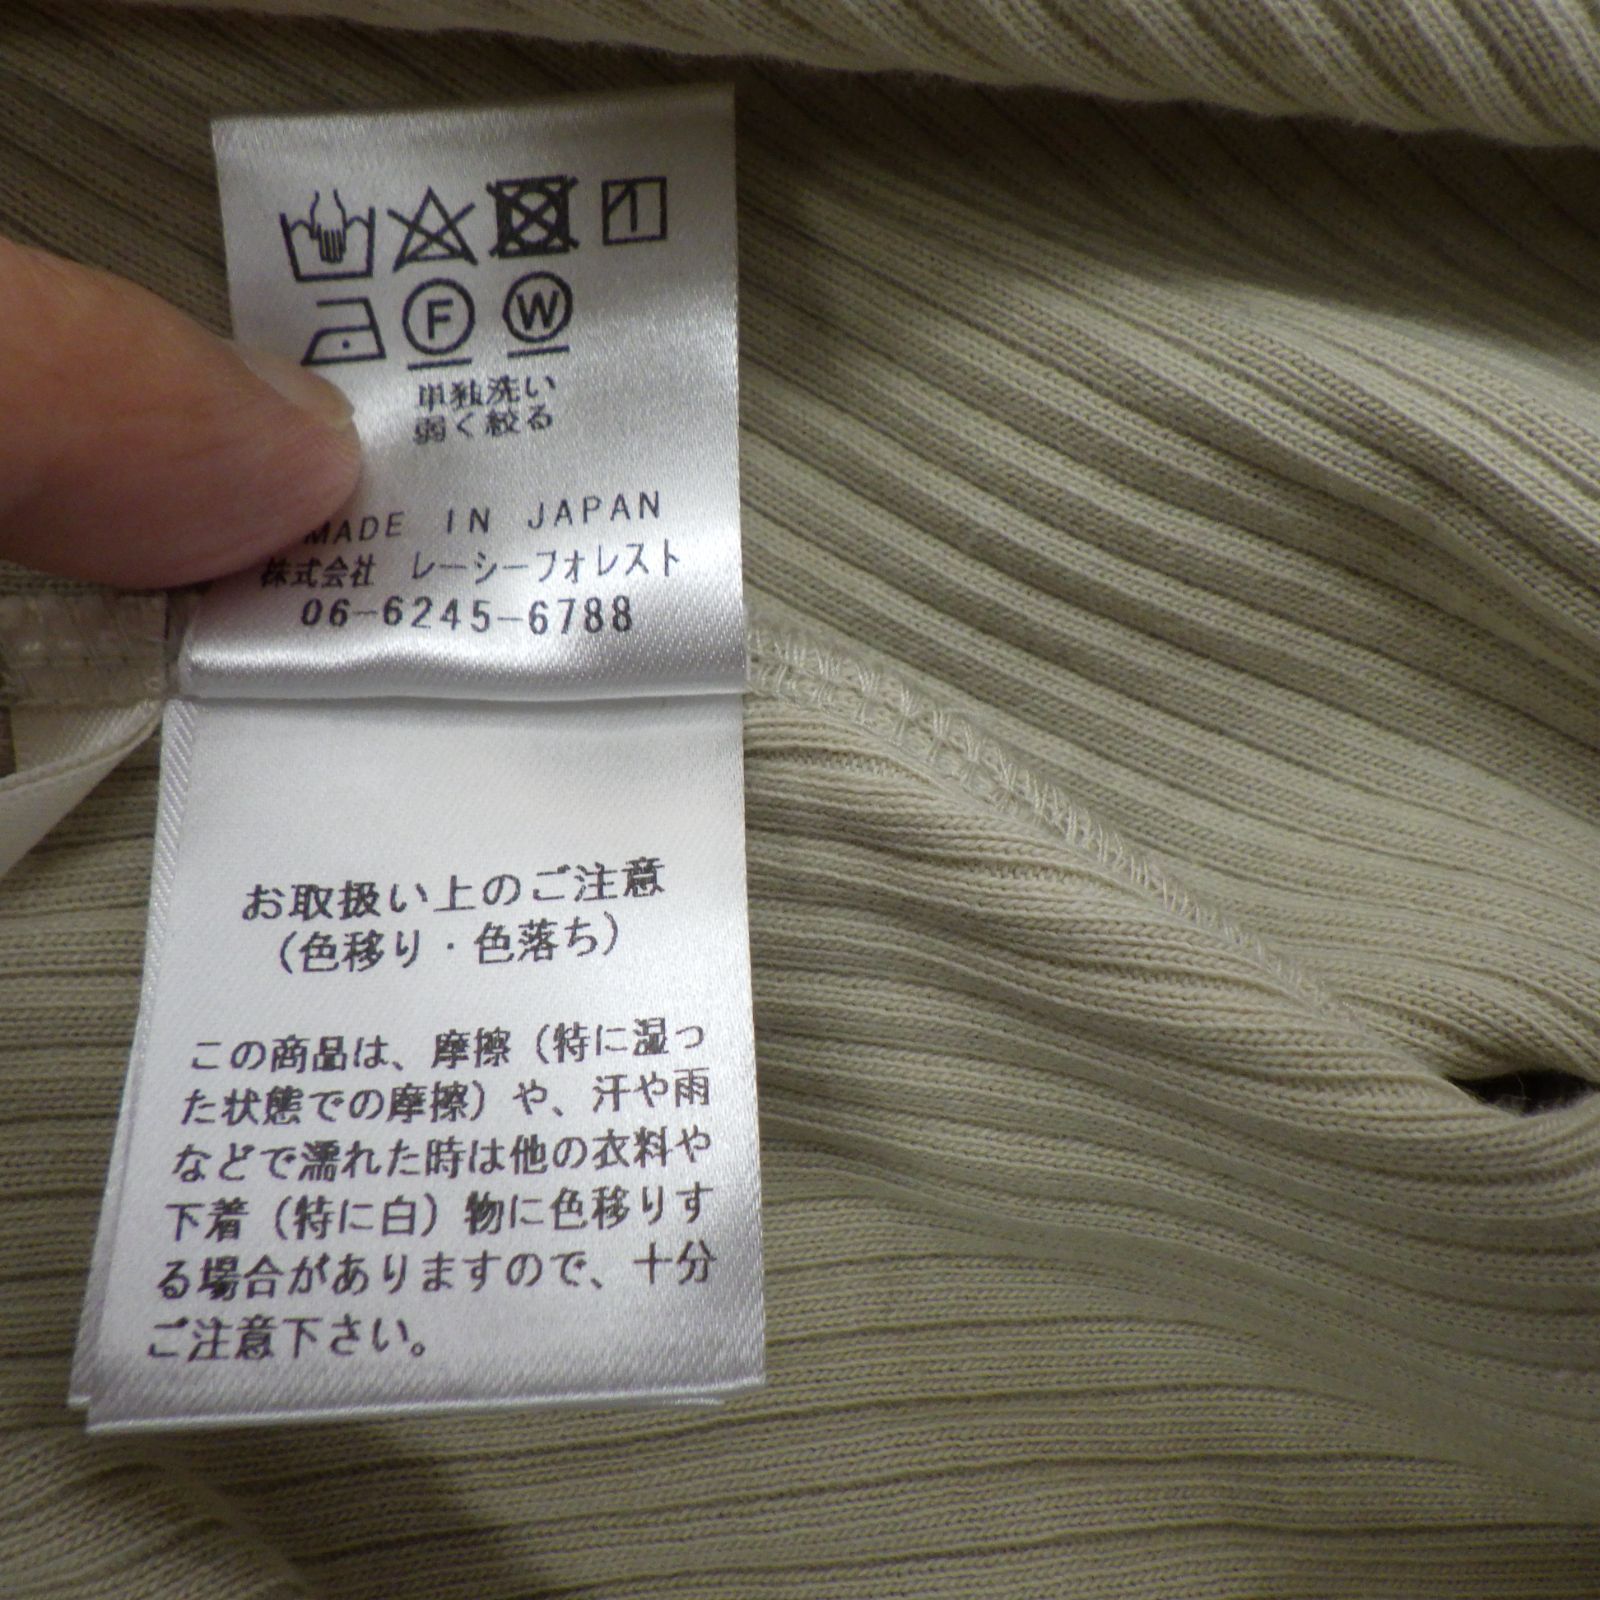 F W
単独洗い
弱く絞る
MADE IN JAPAN
株式会社 レーシーフォレスト
06-6245-6788
お取扱い上のご注意
(色移り・色落ち)
この商品は、摩擦(特に湿っ
た状態での摩擦)や、汗や雨
などで濡れた時は他の衣料や
下着(特に白)物に色移りす
る場合がありますので、十分
ご注意下さい。